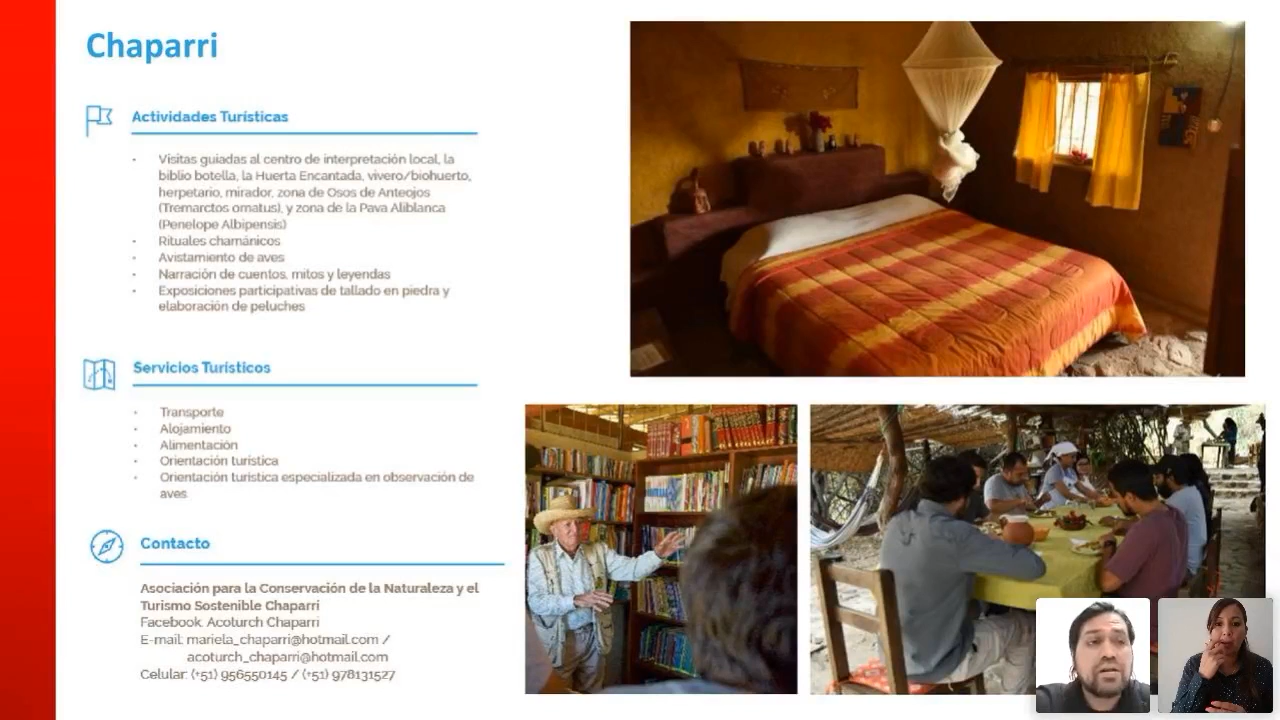 Chaparri
Actividades Turísticas
• Visitas guiadas al centro de interpretación local, la
biblio botella, la Huerta Encantada, vivero/biohuerto,
herpetario, mirador, zona de Osos de Anteojos
(Tremarctos ornatus), y zona de la Pava Aliblanca
(Penelope Albipensis)
• Rituales chamánicos
• Avistamiento de aves
• Narración de cuentos, mitos y leyendas
• Exposiciones participativas de tallado en piedra y
elaboración de peluches
Servicios Turísticos
• Transporte
• Alojamiento
• Alimentación
• Orientación turística
• Orientación turística especializada en observación de
aves
Contacto
Asociación para la Conservación de la Naturaleza y el
Turismo Sostenible Chaparri
Facebook: Acoturch Chaparri
E-mail: mariela_chaparri@hotmail.com /
acoturch_chaparri@hotmail.com
Celular: (+51) 956550145 / (+51) 978131527